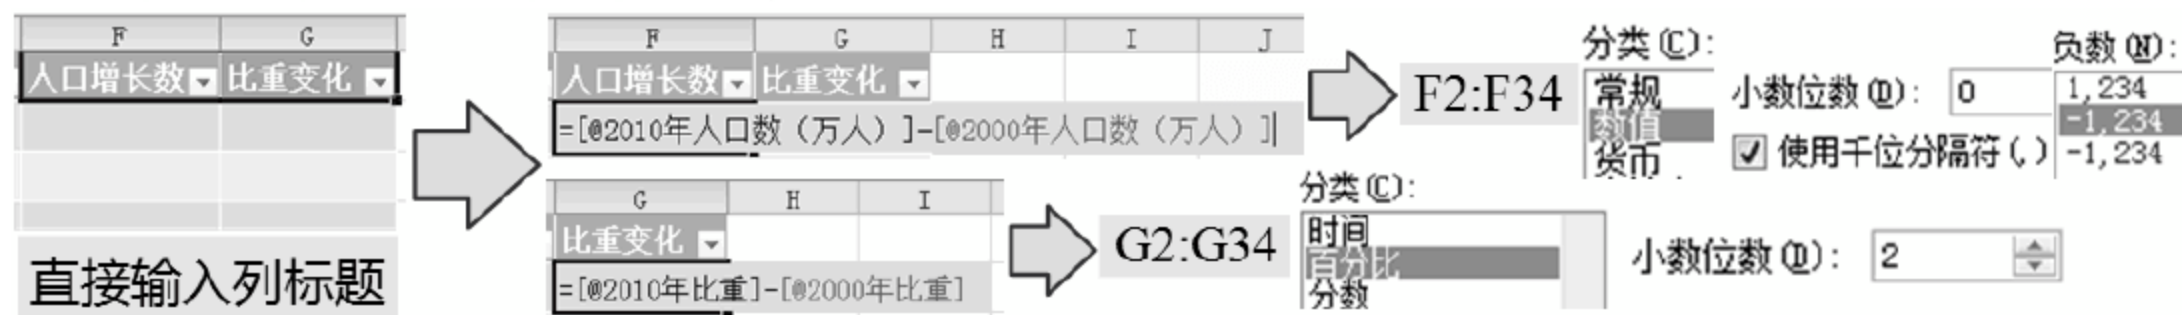 F G
人口增长数 比重变化
直接输入列标题
F G H I J
人口增长数 比重变化
=[@2010年人口数（万人）]-[@2000年人口数（万人）]
G H I
比重变化
=[@2010年比重]-[@2000年比重]
F2:F34
分类(C):
常规
数值
货币
小数位数(D): 0
使用千位分隔符(,)
负数(N):
1,234
-1,234
-1,234
G2:G34
分类(C):
时间
百分比
分数
小数位数(D): 2